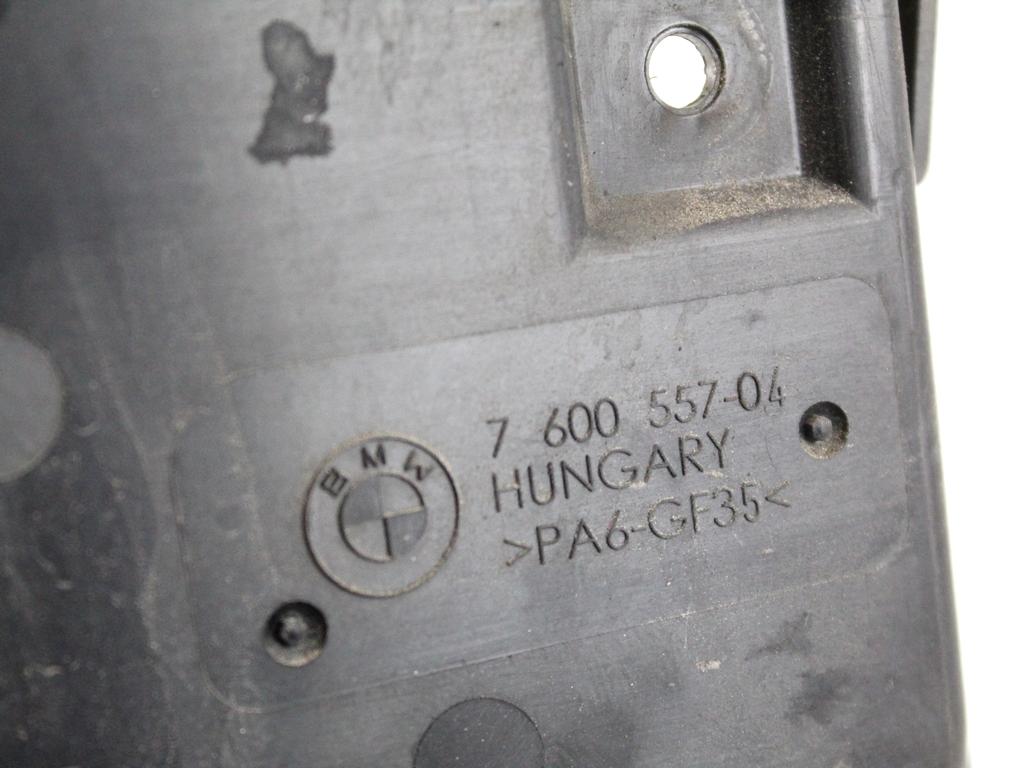 BMW
7 600 557-04
HUNGARY
>PA6-GF35<